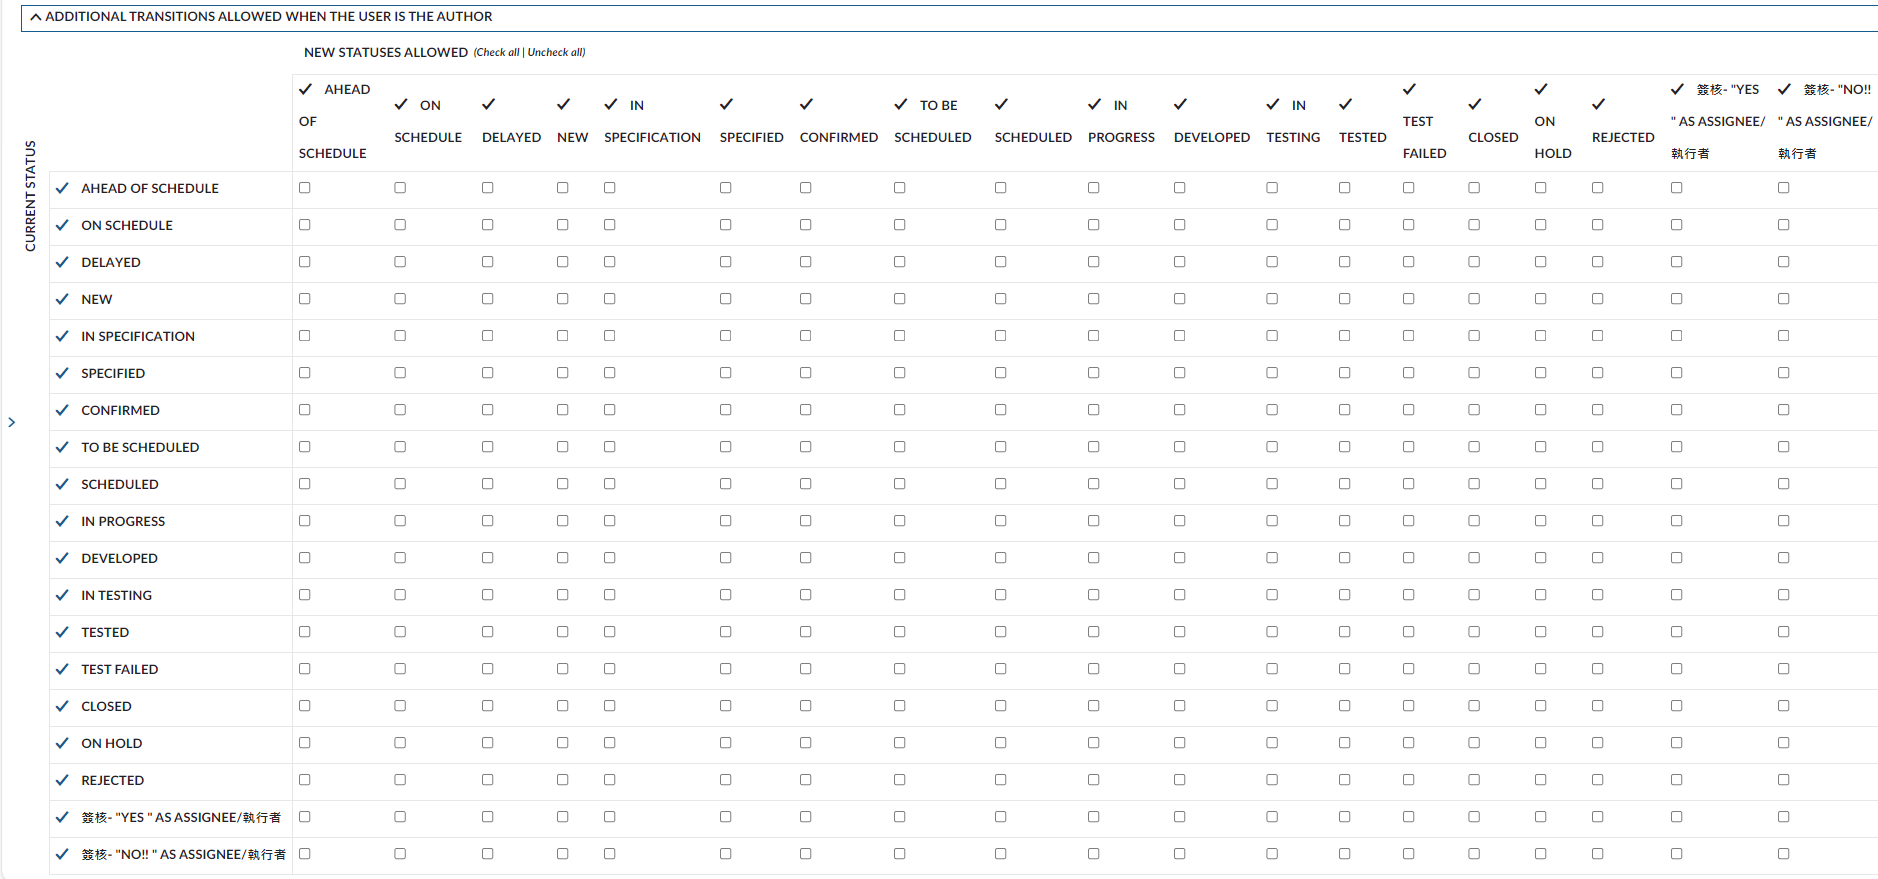 ADDITIONAL TRANSITIONS ALLOWED WHEN THE USER IS THE AUTHOR
NEW STATUSES ALLOWED (Check all | Uncheck all)
CURRENT STATUS
AHEAD
OF
SCHEDULE
ON
SCHEDULE
DELAYED
NEW
IN
SPECIFICATION
SPECIFIED
CONFIRMED
TO BE
SCHEDULED
SCHEDULED
IN
PROGRESS
DEVELOPED
IN
TESTING
TESTED
TEST
FAILED
CLOSED
ON
HOLD
REJECTED
簽核- "YES
" AS ASSIGNEE/
執行者
簽核- "NO!!
" AS ASSIGNEE/
執行者
AHEAD OF SCHEDULE
ON SCHEDULE
DELAYED
NEW
IN SPECIFICATION
SPECIFIED
CONFIRMED
TO BE SCHEDULED
SCHEDULED
IN PROGRESS
DEVELOPED
IN TESTING
TESTED
TEST FAILED
CLOSED
ON HOLD
REJECTED
簽核- "YES " AS ASSIGNEE/執行者
簽核- "NO!! " AS ASSIGNEE/執行者